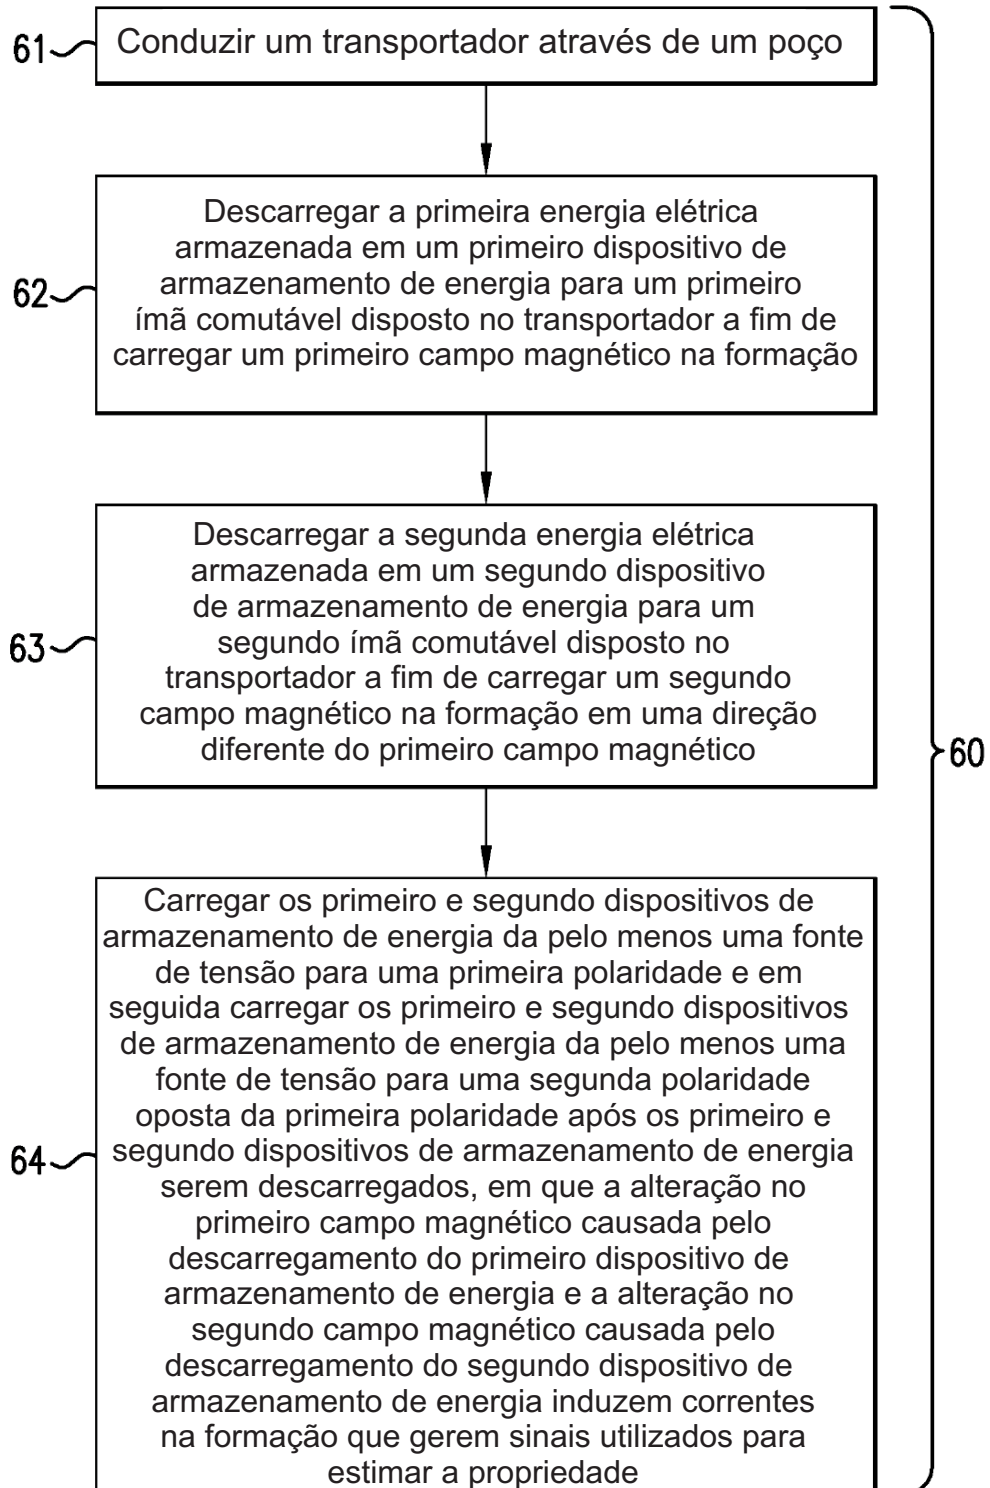 61
Conduzir um transportador através de um poço
62
Descarregar a primeira energia elétrica
armazenada em um primeiro dispositivo de
armazenamento de energia para um primeiro
ímã comutável disposto no transportador a fim de
carregar um primeiro campo magnético na formação
63
Descarregar a segunda energia elétrica
armazenada em um segundo dispositivo
de armazenamento de energia para um
segundo ímã comutável disposto no
transportador a fim de carregar um segundo
campo magnético na formação em uma direção
diferente do primeiro campo magnético
60
64
Carregar os primeiro e segundo dispositivos de
armazenamento de energia da pelo menos uma fonte
de tensão para uma primeira polaridade e em
seguida carregar os primeiro e segundo dispositivos
de armazenamento de energia da pelo menos uma
fonte de tensão para uma segunda polaridade
oposta da primeira polaridade após os primeiro e
segundo dispositivos de armazenamento de energia
serem descarregados, em que a alteração no
primeiro campo magnético causada pelo
descarregamento do primeiro dispositivo de
armazenamento de energia e a alteração no
segundo campo magnético causada pelo
descarregamento do segundo dispositivo de
armazenamento de energia induzem correntes
na formação que gerem sinais utilizados para
estimar a propriedade